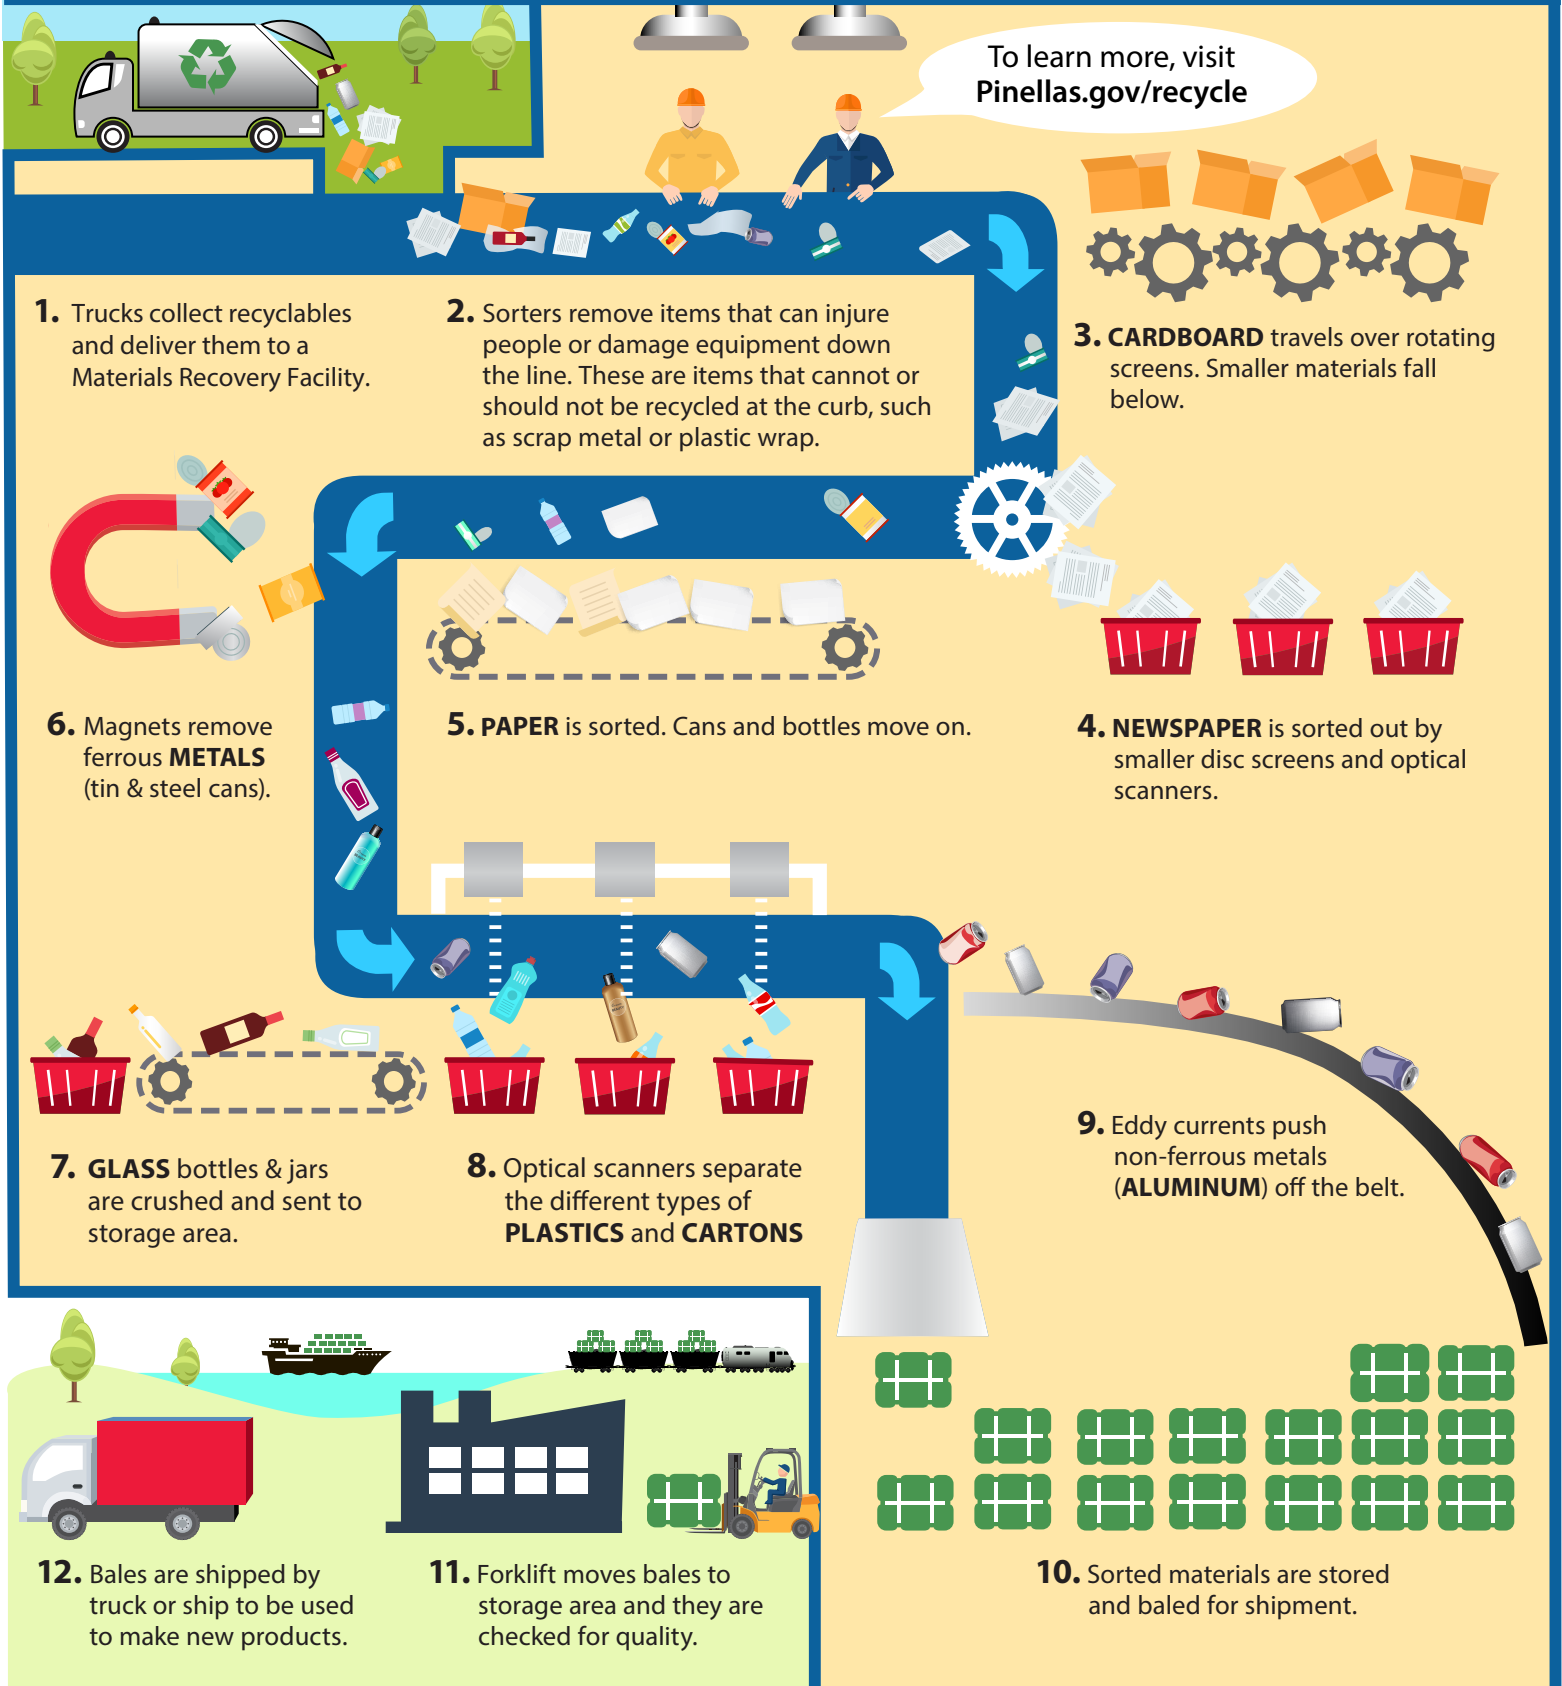 To learn more, visit
Pinellas.gov/recycle
1. Trucks collect recyclables
and deliver them to a
Materials Recovery Facility.
2. Sorters remove items that can injure
people or damage equipment down
the line. These are items that cannot or
should not be recycled at the curb, such
as scrap metal or plastic wrap.
3. CARDBOARD travels over rotating
screens. Smaller materials fall
below.
4. NEWSPAPER is sorted out by
smaller disc screens and optical
scanners.
5. PAPER is sorted. Cans and bottles move on.
6. Magnets remove
ferrous METALS
(tin & steel cans).
7. GLASS bottles & jars
are crushed and sent to
storage area.
8. Optical scanners separate
the different types of
PLASTICS and CARTONS
9. Eddy currents push
non-ferrous metals
(ALUMINUM) off the belt.
10. Sorted materials are stored
and baled for shipment.
11. Forklift moves bales to
storage area and they are
checked for quality.
12. Bales are shipped by
truck or ship to be used
to make new products.